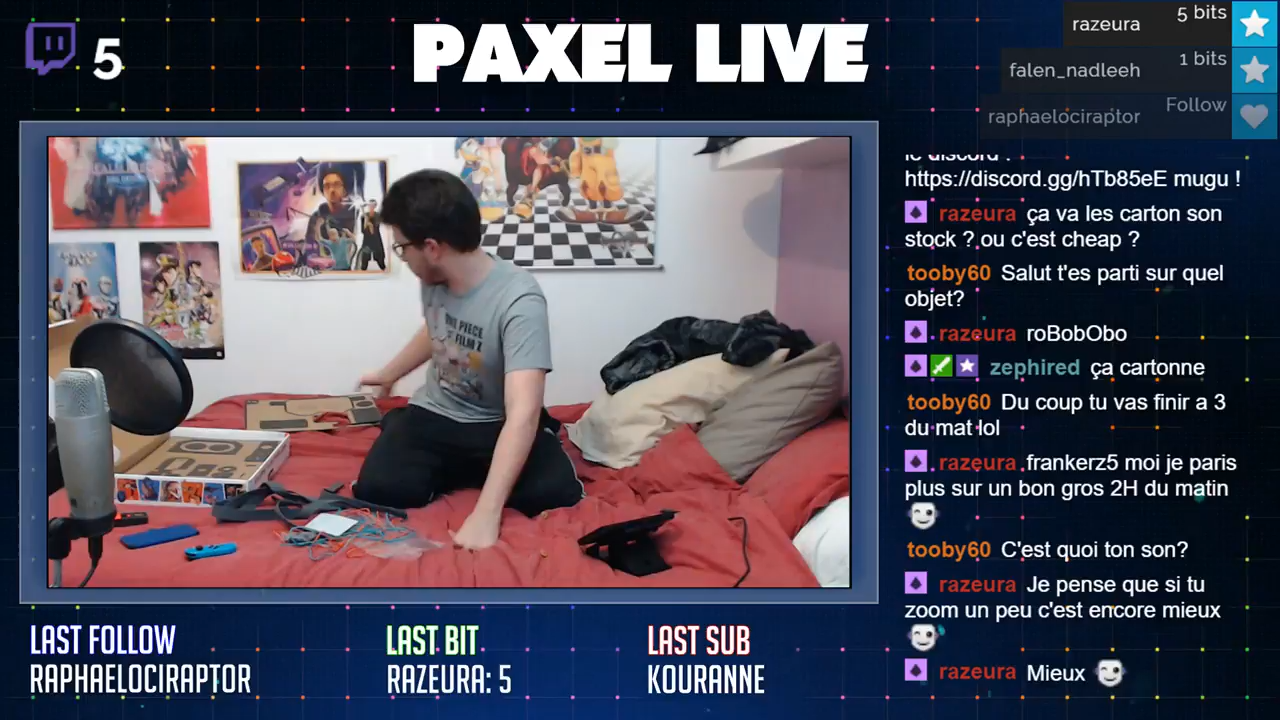 5
PAXEL LIVE
razeura 5 bits
falen_nadleeh 1 bits
raphaelociraptor Follow
le discord :
https://discord.gg/hTb85eE mugu !
razeura ça va les carton son
stock ? ou c'est cheap ?
tooby60 Salut t'es parti sur quel
objet?
razeura roBobObo
zephired ça cartonne
tooby60 Du coup tu vas finir a 3
du mat lol
razeura frankerz5 moi je paris
plus sur un bon gros 2H du matin
tooby60 C'est quoi ton son?
razeura Je pense que si tu
zoom un peu c'est encore mieux
razeura Mieux
ONE PIECE
FILM Z
LAST FOLLOW
RAPHAELOCIRAPTOR
LAST BIT
RAZEURA: 5
LAST SUB
KOURANNE